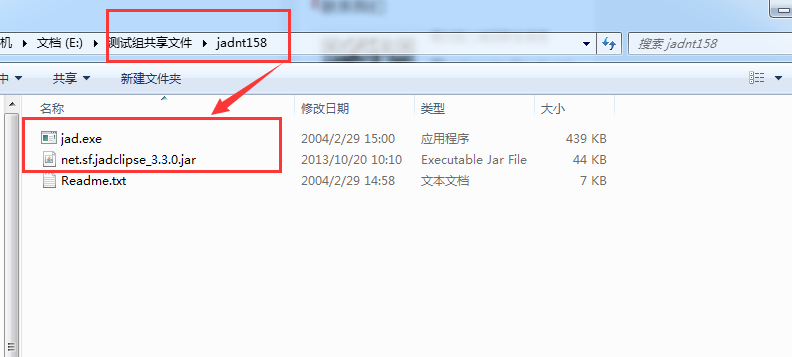 机 文档 (E:) 测试组共享文件 jadnt158 搜索 jadnt158
中 共享 新建文件夹
名称 修改日期 类型 大小
jad.exe 2004/2/29 15:00 应用程序 439 KB
net.sf.jadclipse_3.3.0.jar 2013/10/20 10:10 Executable Jar File 44 KB
Readme.txt 2004/2/29 14:58 文本文档 7 KB